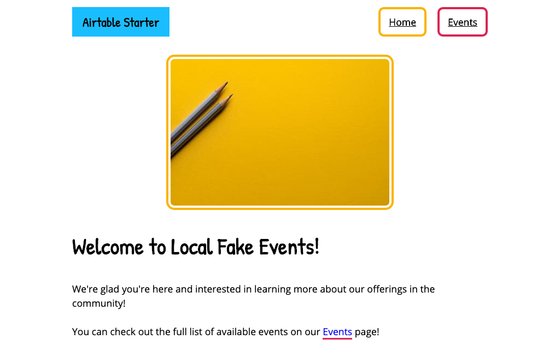 Airtable Starter
Home
Events
Welcome to Local Fake Events!
We're glad you're here and interested in learning more about our offerings in the
community!
You can check out the full list of available events on our Events page!